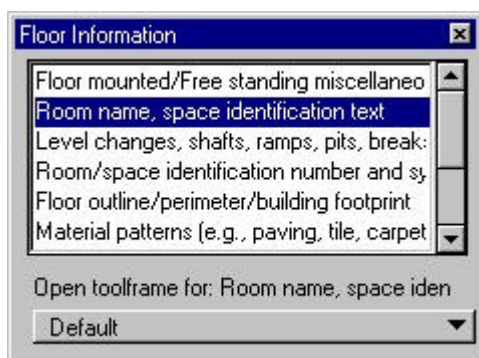 Floor Information
Floor mounted/Free standing miscellaneo
Room name, space identification text
Level changes, shafts, ramps, pits, break
Room/space identification number and sy
Floor outline/perimeter/building footprint
Material patterns (e.g., paving, tile, carpet
Open toolframe for: Room name, space iden
Default